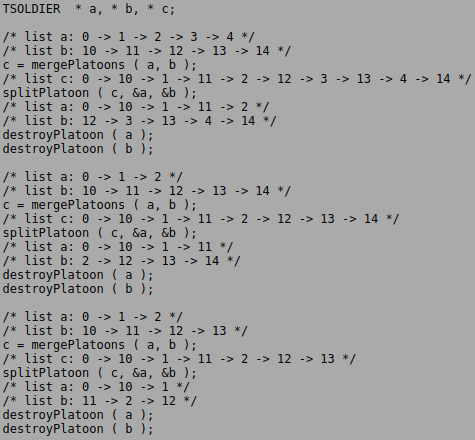 TSOLDIER  * a, * b, * c;

/* list a: 0 -> 1 -> 2 -> 3 -> 4 */
/* list b: 10 -> 11 -> 12 -> 13 -> 14 */
c = mergePlatoons ( a, b );
/* list c: 0 -> 10 -> 1 -> 11 -> 2 -> 12 -> 3 -> 13 -> 4 -> 14 */
splitPlatoon ( c, &a, &b );
/* list a: 0 -> 10 -> 1 -> 11 -> 2 */
/* list b: 12 -> 3 -> 13 -> 4 -> 14 */
destroyPlatoon ( a );
destroyPlatoon ( b );

/* list a: 0 -> 1 -> 2 */
/* list b: 10 -> 11 -> 12 -> 13 -> 14 */
c = mergePlatoons ( a, b );
/* list c: 0 -> 10 -> 1 -> 11 -> 2 -> 12 -> 13 -> 14 */
splitPlatoon ( c, &a, &b );
/* list a: 0 -> 10 -> 1 -> 11 */
/* list b: 2 -> 12 -> 13 -> 14 */
destroyPlatoon ( a );
destroyPlatoon ( b );

/* list a: 0 -> 1 -> 2 */
/* list b: 10 -> 11 -> 12 -> 13 */
c = mergePlatoons ( a, b );
/* list c: 0 -> 10 -> 1 -> 11 -> 2 -> 12 -> 13 */
splitPlatoon ( c, &a, &b );
/* list a: 0 -> 10 -> 1 */
/* list b: 11 -> 2 -> 12 */
destroyPlatoon ( a );
destroyPlatoon ( b );